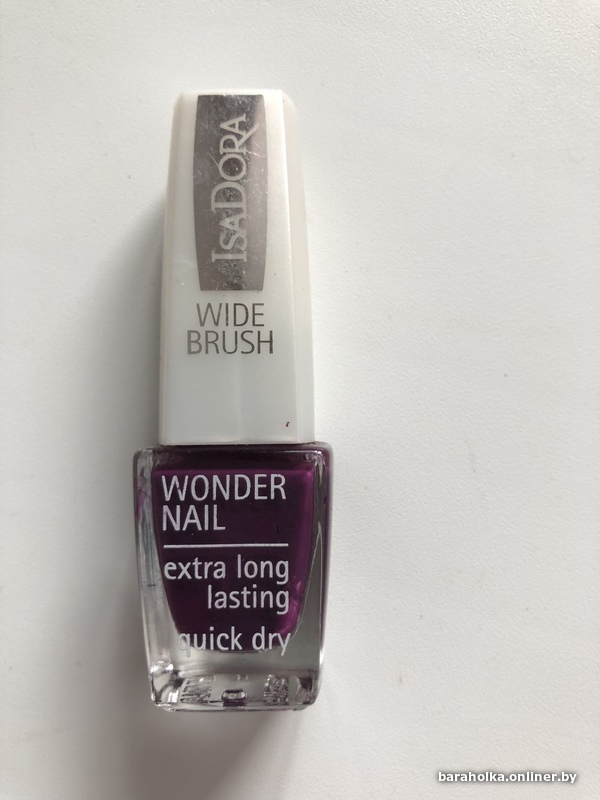 ISADORA
WIDE
BRUSH
WONDER
NAIL
extra long
lasting
quick dry
baraholka.onliner.by